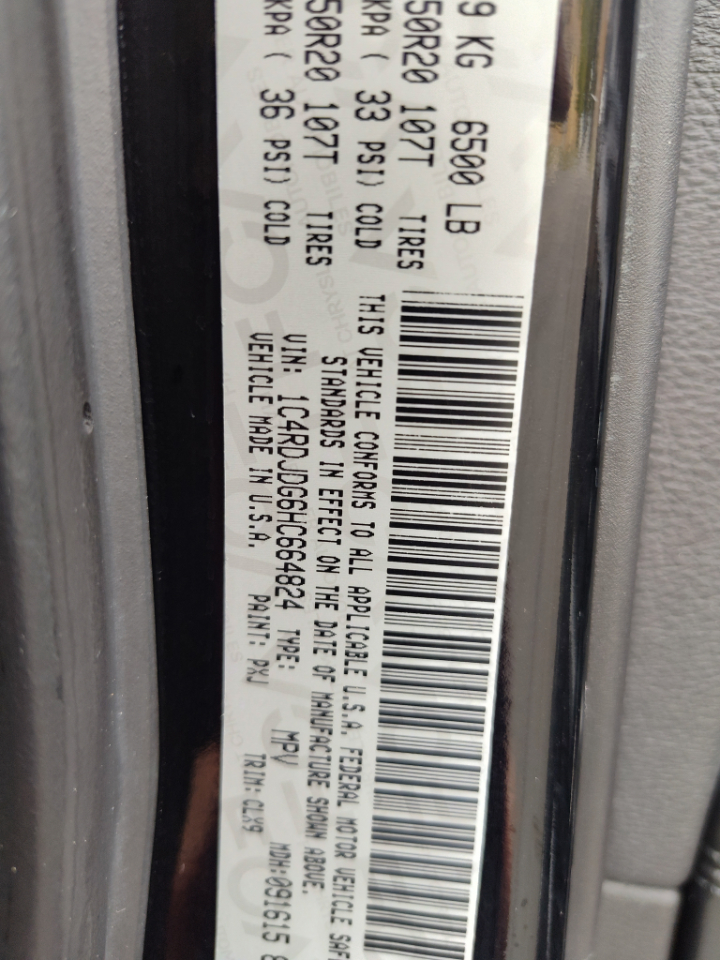 9 KG 6500 LB
50R20 107T TIRES
KPA ( 33 PSI) COLD
50R20 107T TIRES
KPA ( 36 PSI) COLD
THIS VEHICLE CONFORMS TO ALL APPLICABLE U.S.A. FEDERAL MOTOR VEHICLE SAF
STANDARDS IN EFFECT ON THE DATE OF MANUFACTURE SHOWN ABOVE.
VIN: 1C4RDJDG6HC664824 TYPE: MPV
VEHICLE MADE IN U.S.A. PAINT: PXJ TRIM: CLX9 MDH: 091615 8